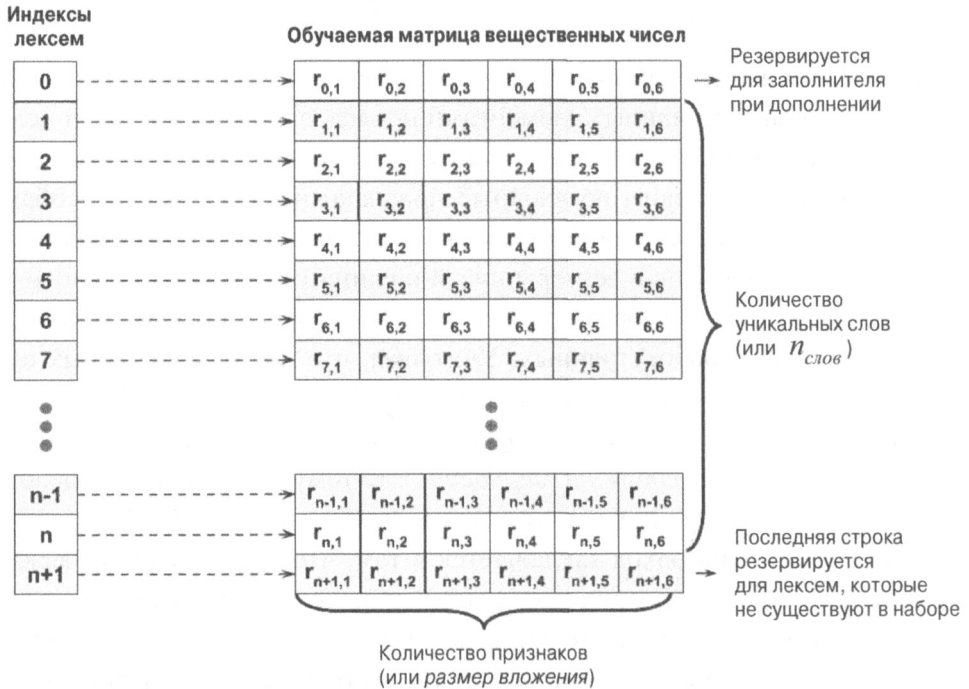 Индексы
лексем
Обучаемая матрица вещественных чисел
0 r0,1 r0,2 r0,3 r0,4 r0,5 r0,6
Резервируется
для заполнителя
при дополнении
1 r1,1 r1,2 r1,3 r1,4 r1,5 r1,6
2 r2,1 r2,2 r2,3 r2,4 r2,5 r2,6
3 r3,1 r3,2 r3,3 r3,4 r3,5 r3,6
4 r4,1 r4,2 r4,3 r4,4 r4,5 r4,6
5 r5,1 r5,2 r5,3 r5,4 r5,5 r5,6
6 r6,1 r6,2 r6,3 r6,4 r6,5 r6,6
7 r7,1 r7,2 r7,3 r7,4 r7,5 r7,6
Количество
уникальных слов
(или nслов)
n-1 rn-1,1 rn-1,2 rn-1,3 rn-1,4 rn-1,5 rn-1,6
n rn,1 rn,2 rn,3 rn,4 rn,5 rn,6
n+1 rn+1,1 rn+1,2 rn+1,3 rn+1,4 rn+1,5 rn+1,6
Последняя строка
резервируется
для лексем, которые
не существуют в наборе
Количество признаков
(или размер вложения)